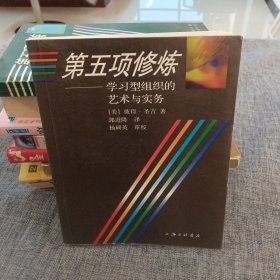 第五项修炼
——学习型组织的
艺术与实务
[美] 彼得·圣吉 著
郭进隆 译
杨硕英 审校
上海三联书店